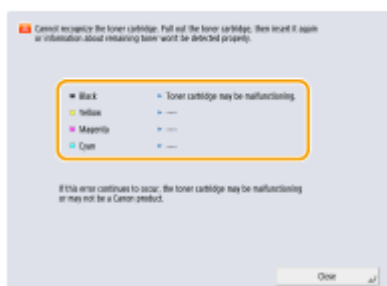 Cannot recognize the toner cartridge. Pull out the toner cartridge, then insert it again
or information about remaining toner won't be detected properly.
Black Toner cartridge may be malfunctioning.
Yellow ----
Magenta ----
Cyan ----
If this error continues to occur, the toner cartridge may be malfunctioning
or may not be a Canon product.
Close